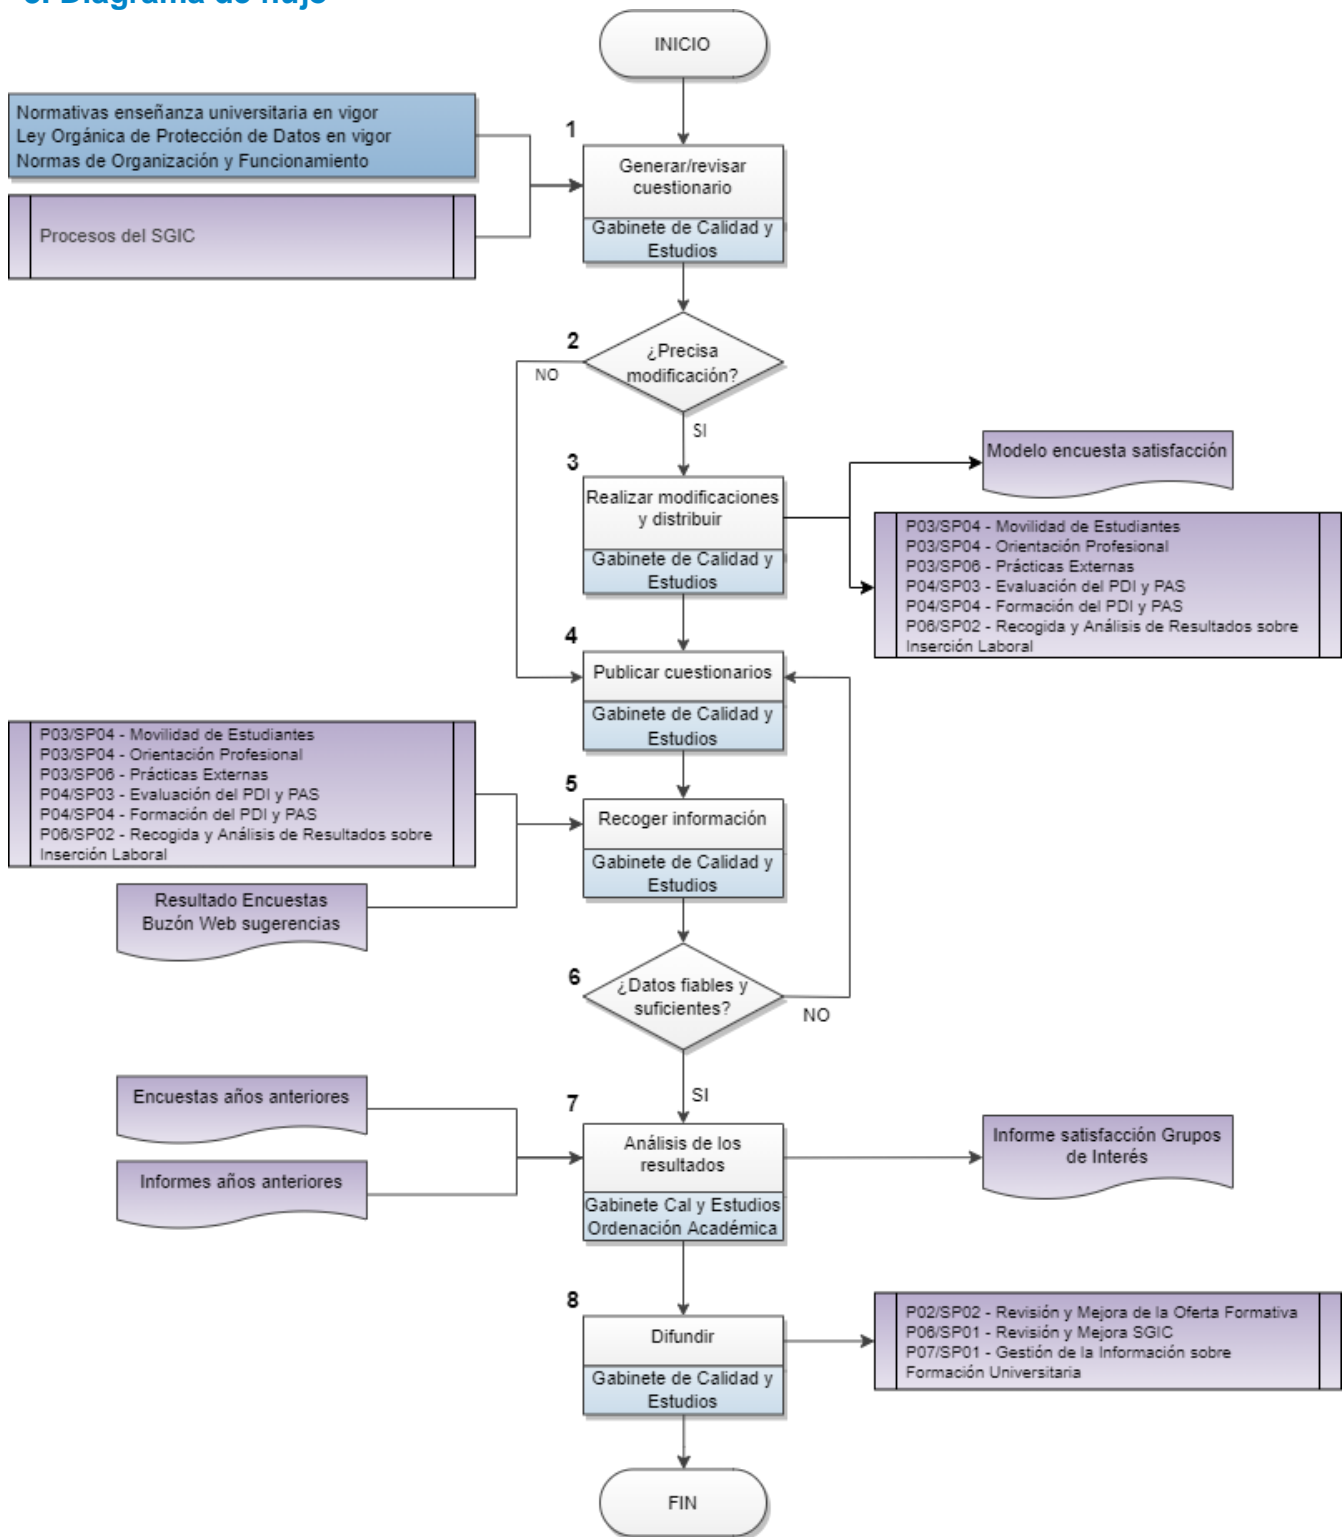 Diagrama de flujo
INICIO
Normativas enseñanza universitaria en vigor
Ley Orgánica de Protección de Datos en vigor
Normas de Organización y Funcionamiento
Procesos del SGIC
1
Generar/revisar
cuestionario
Gabinete de Calidad y
Estudios
2
¿Precisa
modificación?
NO
SI
3
Realizar modificaciones
y distribuir
Gabinete de Calidad y
Estudios
Modelo encuesta satisfacción
P03/SP04 - Movilidad de Estudiantes
P03/SP04 - Orientación Profesional
P03/SP06 - Prácticas Externas
P04/SP03 - Evaluación del PDI y PAS
P04/SP04 - Formación del PDI y PAS
P06/SP02 - Recogida y Análisis de Resultados sobre
Inserción Laboral
4
Publicar cuestionarios
Gabinete de Calidad y
Estudios
P03/SP04 - Movilidad de Estudiantes
P03/SP04 - Orientación Profesional
P03/SP06 - Prácticas Externas
P04/SP03 - Evaluación del PDI y PAS
P04/SP04 - Formación del PDI y PAS
P06/SP02 - Recogida y Análisis de Resultados sobre
Inserción Laboral
Resultado Encuestas
Buzón Web sugerencias
5
Recoger información
Gabinete de Calidad y
Estudios
6
¿Datos fiables y
suficientes?
NO
SI
Encuestas años anteriores
Informes años anteriores
7
Análisis de los
resultados
Gabinete Cal y Estudios
Ordenación Académica
Informe satisfacción Grupos
de Interés
8
Difundir
Gabinete de Calidad y
Estudios
P02/SP02 - Revisión y Mejora de la Oferta Formativa
P06/SP01 - Revisión y Mejora SGIC
P07/SP01 - Gestión de la Información sobre
Formación Universitaria
FIN